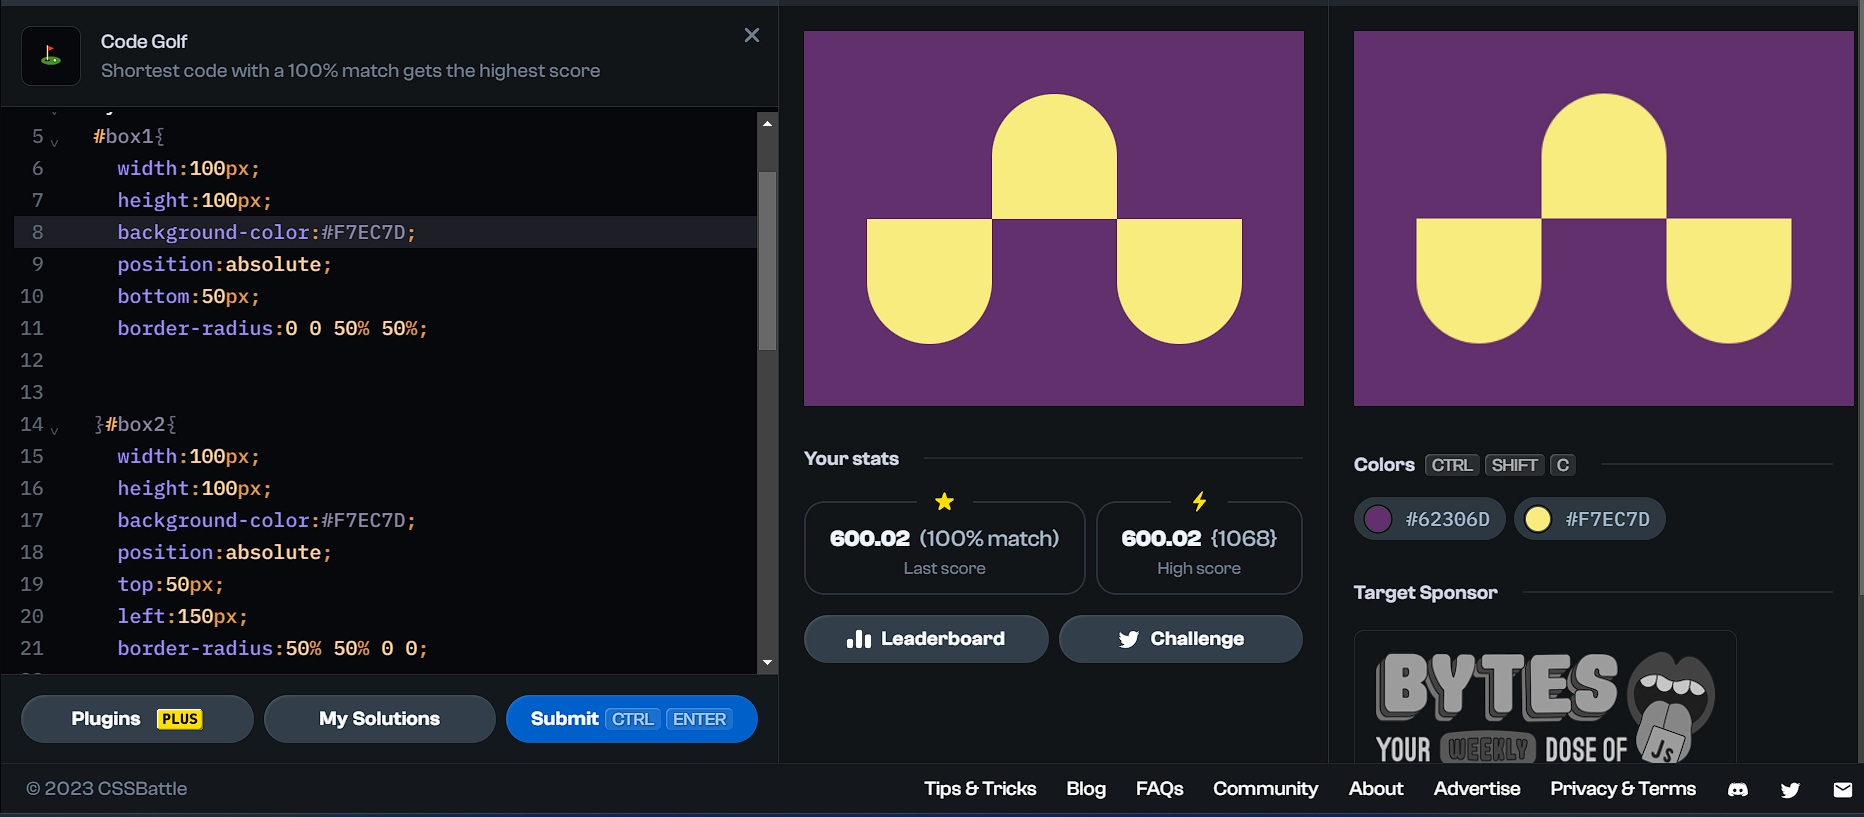 Code Golf
Shortest code with a 100% match gets the highest score
5 #box1{
6 width:100px;
7 height:100px;
8 background-color:#F7EC7D;
9 position:absolute;
10 bottom:50px;
11 border-radius:0 0 50% 50%;
12
13
14 }#box2{
15 width:100px;
16 height:100px;
17 background-color:#F7EC7D;
18 position:absolute;
19 top:50px;
20 left:150px;
21 border-radius:50% 50% 0 0;
Plugins PLUS
My Solutions
Submit CTRL ENTER
Your stats
600.02 (100% match)
Last score
600.02 {1068}
High score
Leaderboard
Challenge
Colors CTRL SHIFT C
#62306D
#F7EC7D
Target Sponsor
BYTES
YOUR WEEKLY DOSE OF JS
© 2023 CSSBattle
Tips & Tricks
Blog
FAQs
Community
About
Advertise
Privacy & Terms